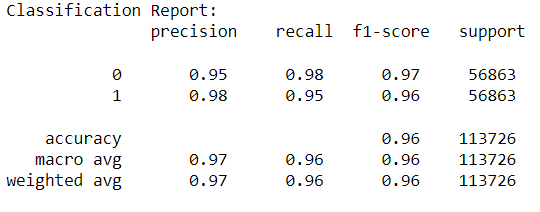 Classification Report:
precision recall f1-score support
0 0.95 0.98 0.97 56863
1 0.98 0.95 0.96 56863
accuracy 0.96 113726
macro avg 0.97 0.96 0.96 113726
weighted avg 0.97 0.96 0.96 113726